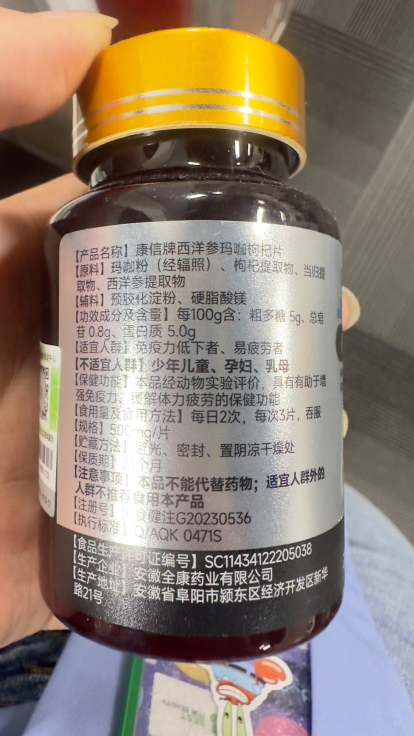 【产品名称】康信牌西洋参玛咖枸杞片
【原料】玛咖粉（经辐照）、枸杞提取物、当归提
取物、西洋参提取物
【辅料】预胶化淀粉、硬脂酸镁
【功效成分及含量】每100g含：粗多糖 5g、总皂
苷 0.8g、蛋白质 5.0g
【适宜人群】免疫力低下者、易疲劳者
【不适宜人群】少年儿童、孕妇、乳母
【保健功能】本品经动物实验评价，具有有助于增
强免疫力、缓解体力疲劳的保健功能
【食用量及食用方法】每日2次，每次3片，吞服
【规格】500mg/片
【贮藏方法】避光、密封、置阴凉干燥处
【保质期】24个月
【注意事项】本品不能代替药物；适宜人群外的
人群不推荐食用本产品
【注册号】国食健注G20230536
【执行标准】Q/AQK 0471S
【食品生产许可证编号】SC11434122205038
【生产企业】安徽全康药业有限公司
【生产地址】安徽省阜阳市颍东区经济开发区新华
路21号